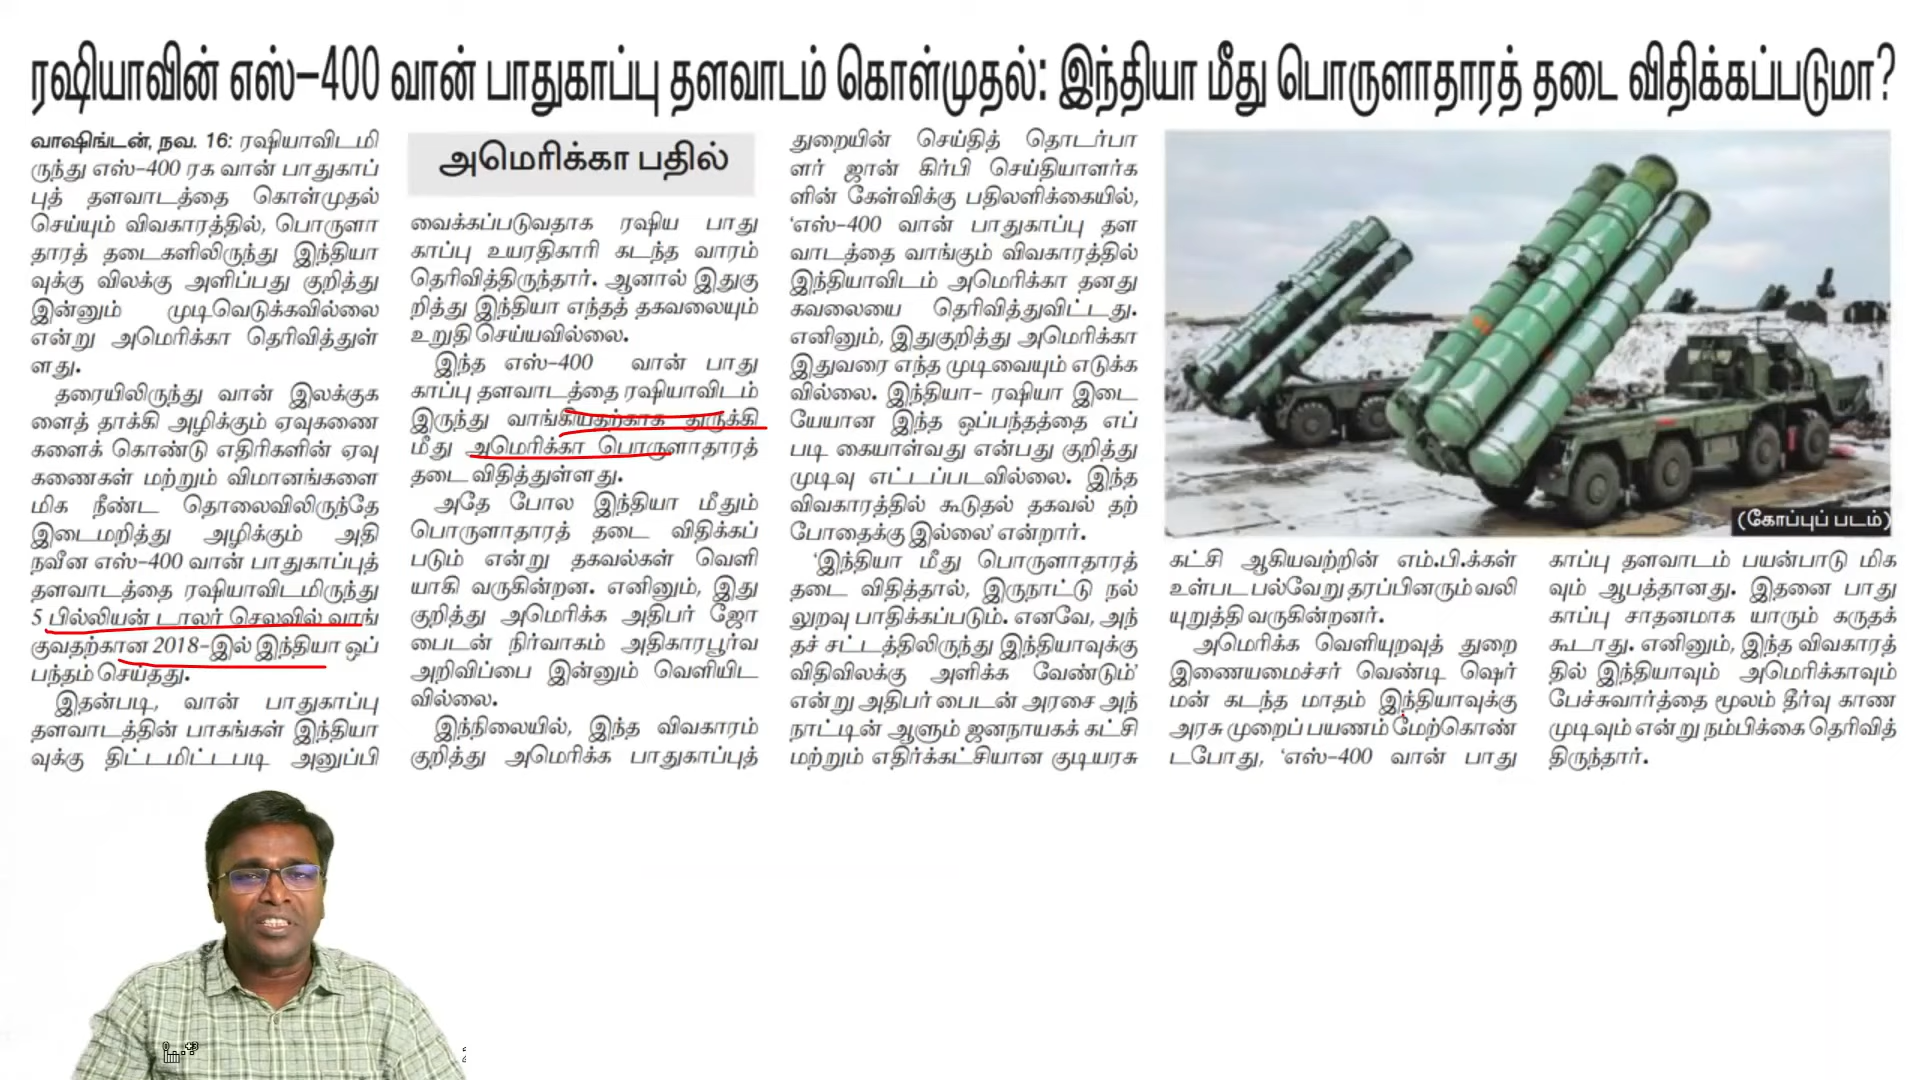 ரஷியாவின் எஸ்-400 வான் பாதுகாப்பு தளவாடம் கொள்முதல்: இந்தியா மீது பொருளாதாரத் தடை விதிக்கப்படுமா?
வாஷிங்டன், நவ. 16: ரஷியாவிடமி
ருந்து எஸ்-400 ரக வான் பாதுகாப்
புத் தளவாடத்தை கொள்முதல்
செய்யும் விவகாரத்தில், பொருளா
தாரத் தடைகளிலிருந்து இந்தியா
வுக்கு விலக்கு அளிப்பது குறித்து
இன்னும் முடிவெடுக்கவில்லை
என்று அமெரிக்கா தெரிவித்துள்
ளது.
தரையிலிருந்து வான் இலக்குக
ளைத் தாக்கி அழிக்கும் ஏவுகணை
களைக் கொண்டு எதிரிகளின் ஏவு
கணைகள் மற்றும் விமானங்களை
மிக நீண்ட தொலைவிலிருந்தே
இடைமறித்து அழிக்கும் அதி
நவீன எஸ்-400 வான் பாதுகாப்புத்
தளவாடத்தை ரஷியாவிடமிருந்து
5 பில்லியன் டாலர் செலவில் வாங்
குவதற்கான 2018-இல் இந்தியா ஒப்
பந்தம் செய்தது.
இதன்படி, வான் பாதுகாப்பு
தளவாடத்தின் பாகங்கள் இந்தியா
வுக்கு திட்டமிட்டபடி அனுப்பி
அமெரிக்கா பதில்
வைக்கப்படுவதாக ரஷிய பாது
காப்பு உயரதிகாரி கடந்த வாரம்
தெரிவித்திருந்தார். ஆனால் இதுகு
றித்து இந்தியா எந்தத் தகவலையும்
உறுதி செய்யவில்லை.
இந்த எஸ்-400 வான் பாது
காப்பு தளவாடத்தை ரஷியாவிடம்
இருந்து வாங்கியதற்காக துருக்கி
மீது அமெரிக்கா பொருளாதாரத்
தடை விதித்துள்ளது.
அதே போல இந்தியா மீதும்
பொருளாதாரத் தடை விதிக்கப்
படும் என்று தகவல்கள் வெளி
யாகி வருகின்றன. எனினும், இது
குறித்து அமெரிக்க அதிபர் ஜோ
பைடன் நிர்வாகம் அதிகாரபூர்வ
அறிவிப்பை இன்னும் வெளியிட
வில்லை.
இந்நிலையில், இந்த விவகாரம்
குறித்து அமெரிக்க பாதுகாப்புத்
துறையின் செய்தித் தொடர்பா
ளர் ஜான் கிர்பி செய்தியாளர்க
ளின் கேள்விக்கு பதிலளிக்கையில்,
'எஸ்-400 வான் பாதுகாப்பு தள
வாடத்தை வாங்கும் விவகாரத்தில்
இந்தியாவிடம் அமெரிக்கா தனது
கவலையை தெரிவித்துவிட்டது.
எனினும், இதுகுறித்து அமெரிக்கா
இதுவரை எந்த முடிவையும் எடுக்க
வில்லை. இந்தியா- ரஷியா இடை
யேயான இந்த ஒப்பந்தத்தை எப்
படி கையாள்வது என்பது குறித்து
முடிவு எட்டப்படவில்லை. இந்த
விவகாரத்தில் கூடுதல் தகவல் தற்
போதைக்கு இல்லை' என்றார்.
'இந்தியா மீது பொருளாதாரத்
தடை விதித்தால், இருநாட்டு நல்
லுறவு பாதிக்கப்படும். எனவே, அந்
தச் சட்டத்திலிருந்து இந்தியாவுக்கு
விதிவிலக்கு அளிக்க வேண்டும்'
என்று அதிபர் பைடன் அரசை அந்
நாட்டின் ஆளும் ஜனநாயகக் கட்சி
மற்றும் எதிர்க்கட்சியான குடியரசு
(கோப்புப் படம்)
கட்சி ஆகியவற்றின் எம்.பி.க்கள்
உள்பட பல்வேறு தரப்பினரும் வலி
யுறுத்தி வருகின்றனர்.
அமெரிக்க வெளியுறவுத் துறை
இணையமைச்சர் வெண்டி ஷெர்
மன் கடந்த மாதம் இந்தியாவுக்கு
அரசு முறைப் பயணம் மேற்கொண்
டபோது, 'எஸ்-400 வான் பாது
காப்பு தளவாடம் பயன்பாடு மிக
வும் ஆபத்தானது. இதனை பாது
காப்பு சாதனமாக யாரும் கருதக்
கூடாது. எனினும், இந்த விவகாரத்
தில் இந்தியாவும் அமெரிக்காவும்
பேச்சுவார்த்தை மூலம் தீர்வு காண
முடியும் என்று நம்பிக்கை தெரிவித்
திருந்தார்.